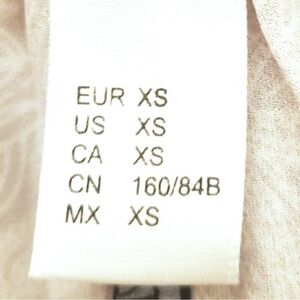 EUR XS
US XS
CA XS
CN 160/84B
MX XS